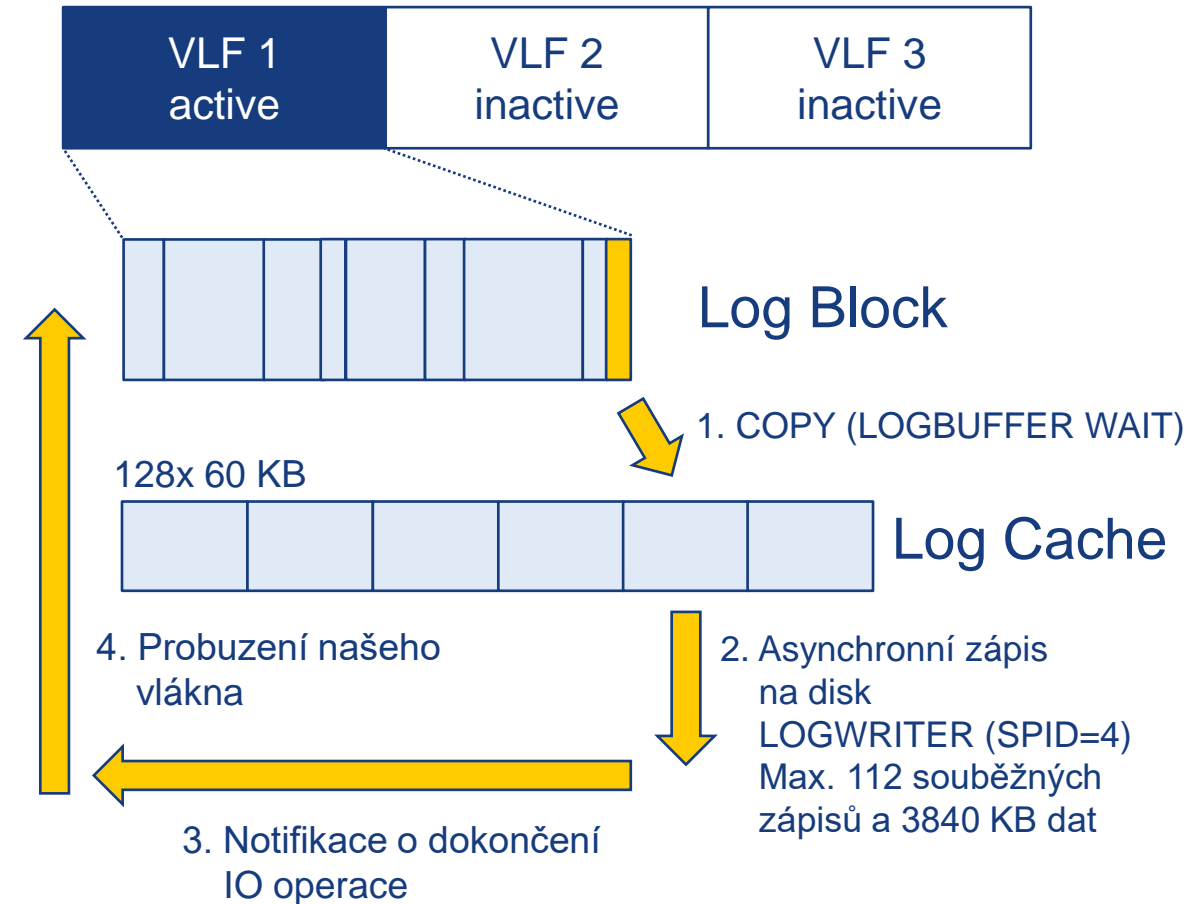 VLF 1
active
VLF 2
inactive
VLF 3
inactive
Log Block
1. COPY (LOGBUFFER WAIT)
128x 60 KB
Log Cache
2. Asynchronní zápis
na disk
LOGWRITER (SPID=4)
Max. 112 souběžných
zápisů a 3840 KB dat
3. Notifikace o dokončení
IO operace
4. Probuzení našeho
vlákna